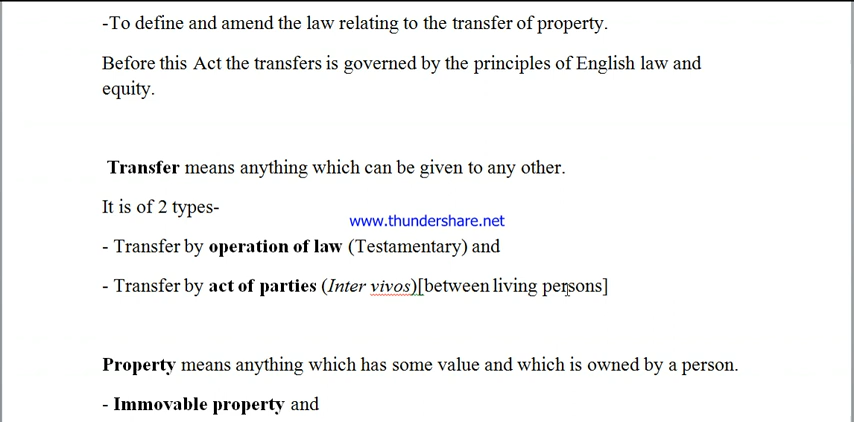 -To define and amend the law relating to the transfer of property.
Before this Act the transfers is governed by the principles of English law and
equity.
Transfer means anything which can be given to any other.
It is of 2 types-
www.thundershare.net
- Transfer by operation of law (Testamentary) and
- Transfer by act of parties (Inter vivos)[between living persons]
Property means anything which has some value and which is owned by a person.
- Immovable property and